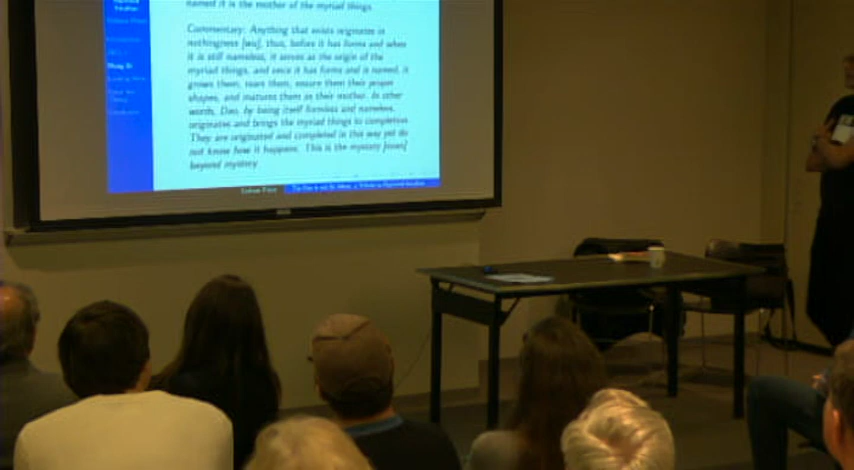 named it is the mother of the myriad things.
Commentary: Anything that exists originates in
nothingness [wu], thus, before it has forms and when
it is still nameless, it serves as the origin of the
myriad things, and once it has forms and is named, it
grows them, rears them, ensure them their proper
shapes, and matures them as their mother. In other
words, Dao, by being itself formless and nameless,
originates and brings the myriad things to completion.
They are originated and completed in this way yet do
not know how it happens. This is the mystery [xuan]
beyond mystery